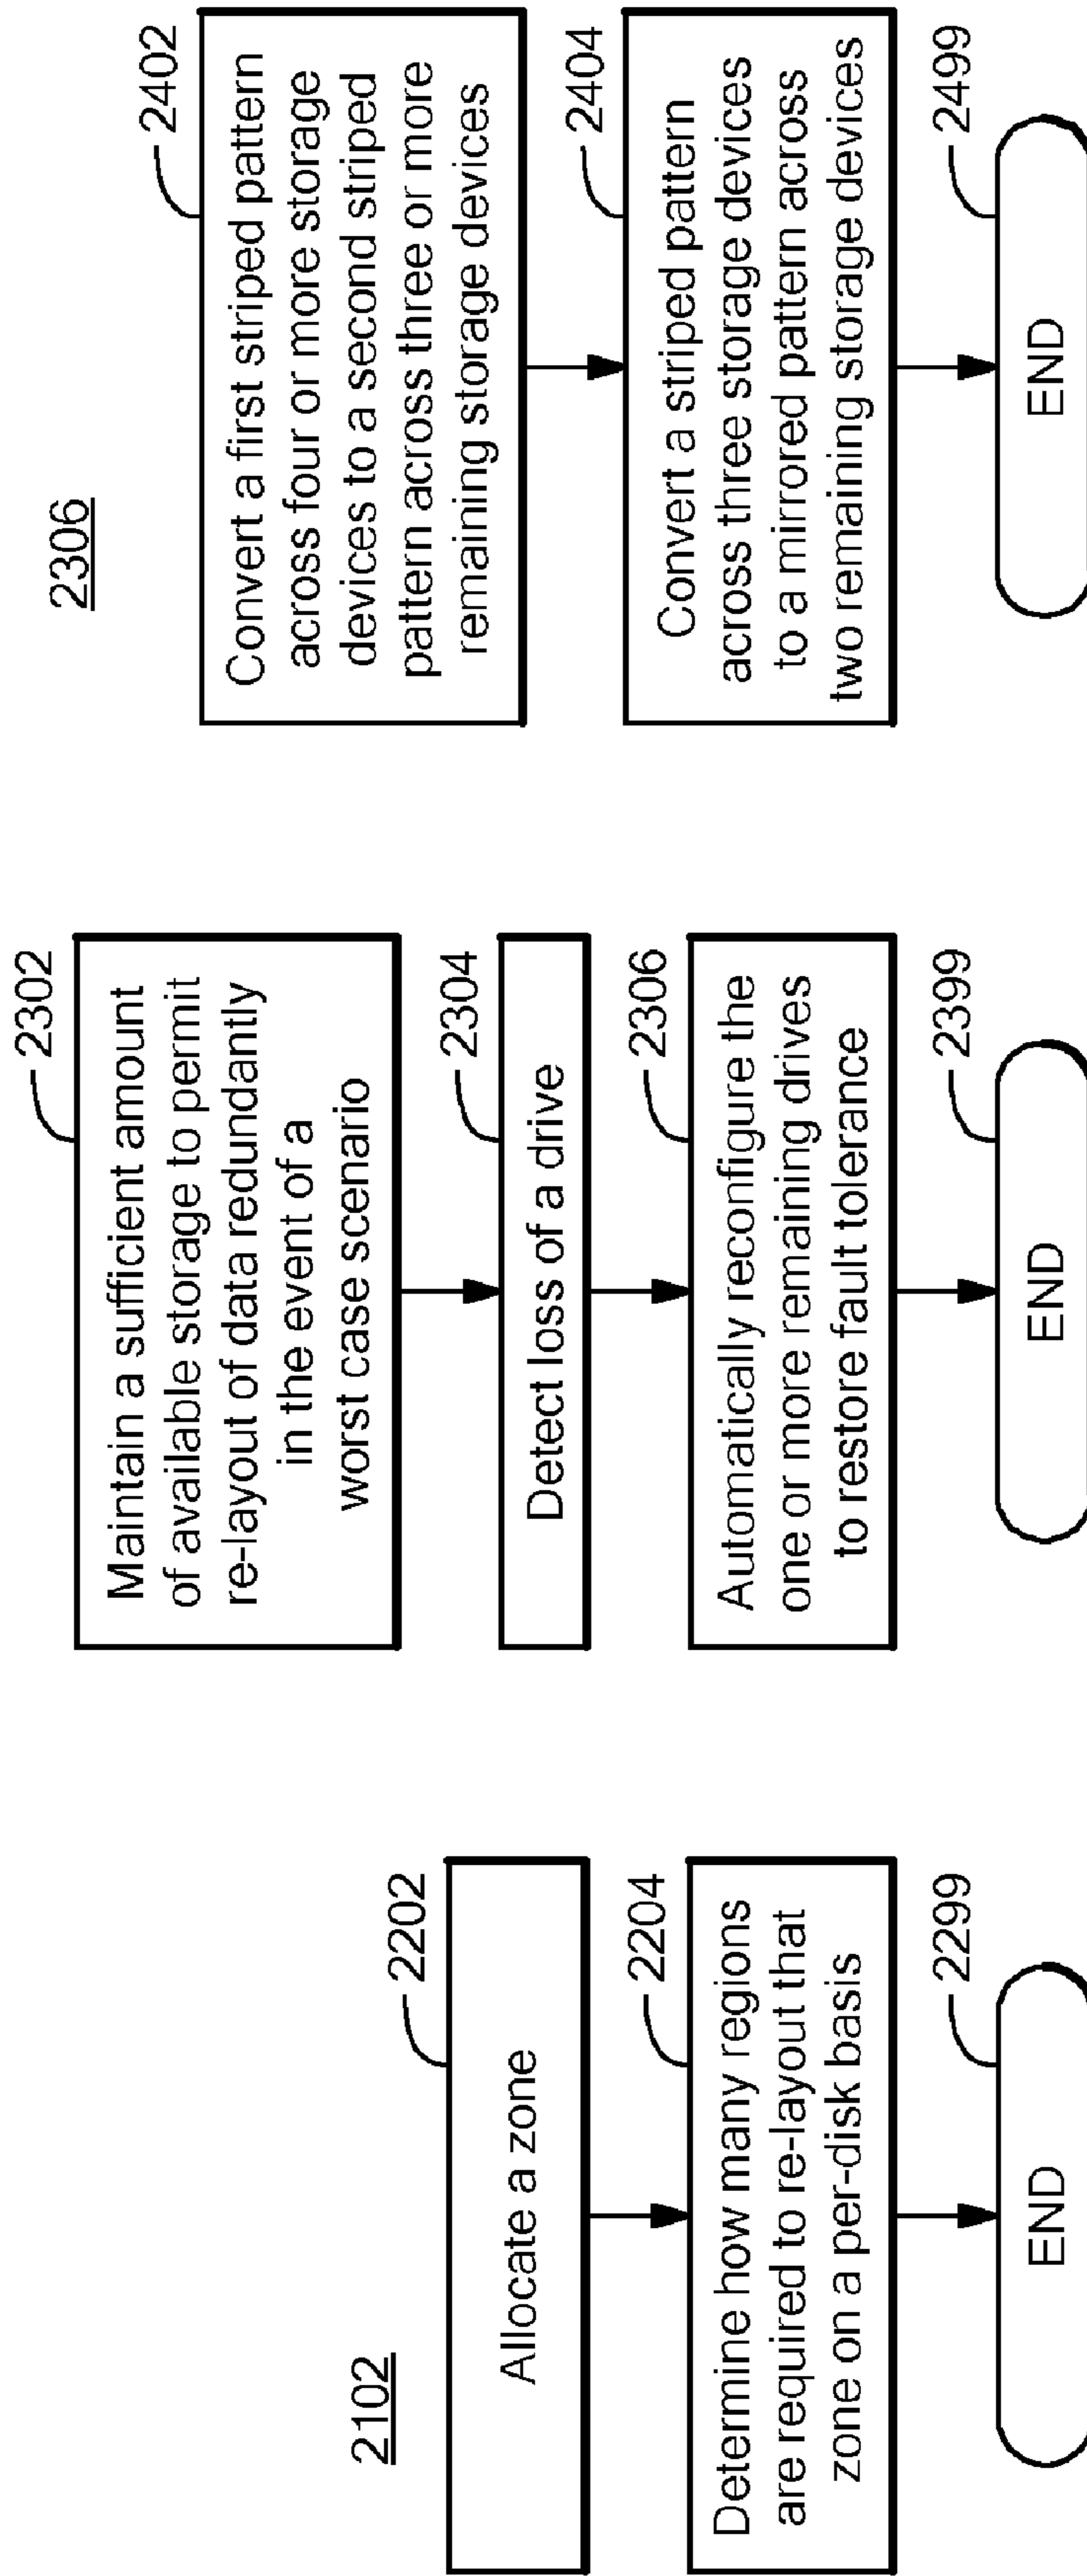 2102
2202
Allocate a zone
2204
Determine how many regions
are required to re-layout that
zone on a per-disk basis
2299
END
2302
Maintain a sufficient amount
of available storage to permit
re-layout of data redundantly
in the event of a
worst case scenario
2304
Detect loss of a drive
2306
Automatically reconfigure the
one or more remaining drives
to restore fault tolerance
2399
END
2306
2402
Convert a first striped pattern
across four or more storage
devices to a second striped
pattern across three or more
remaining storage devices
2404
Convert a striped pattern
across three storage devices
to a mirrored pattern across
two remaining storage devices
2499
END